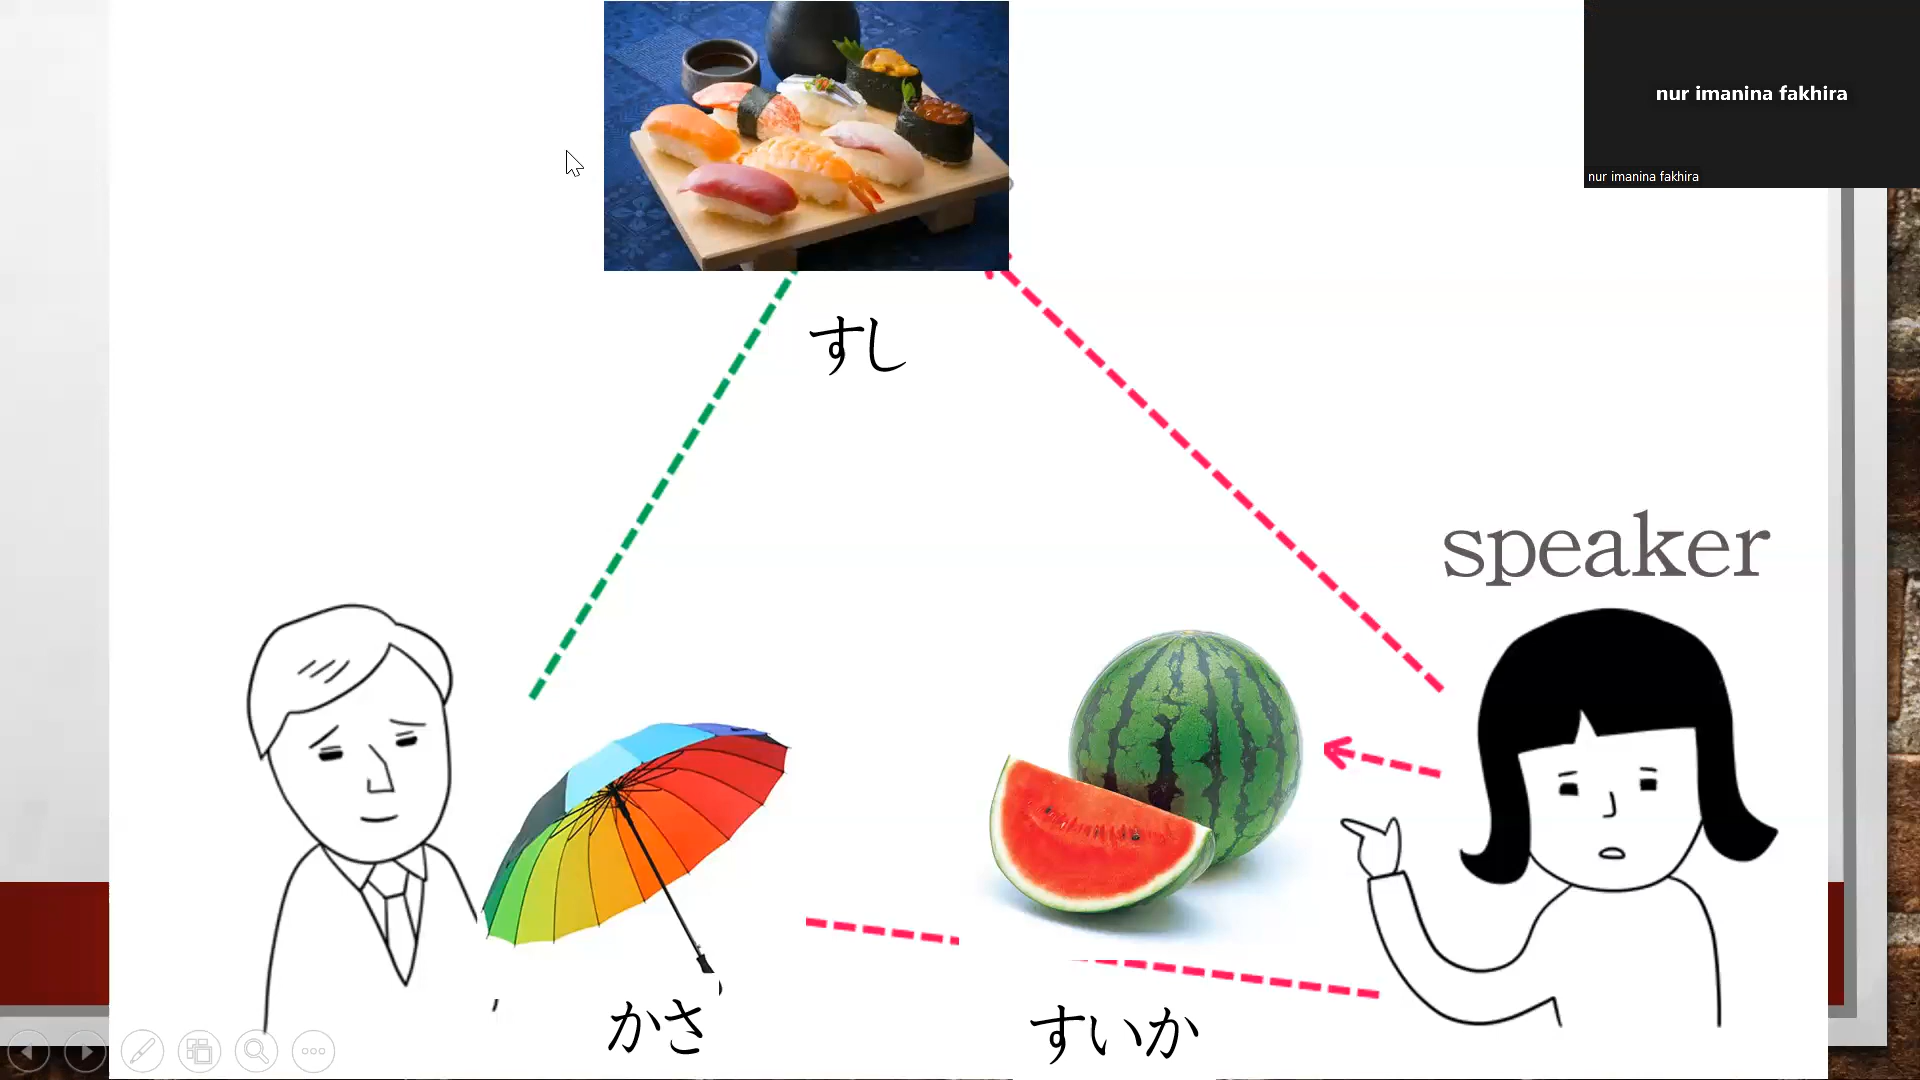 nur imanina fakhira
nur imanina fakhira
すし
speaker
かさ
すいか